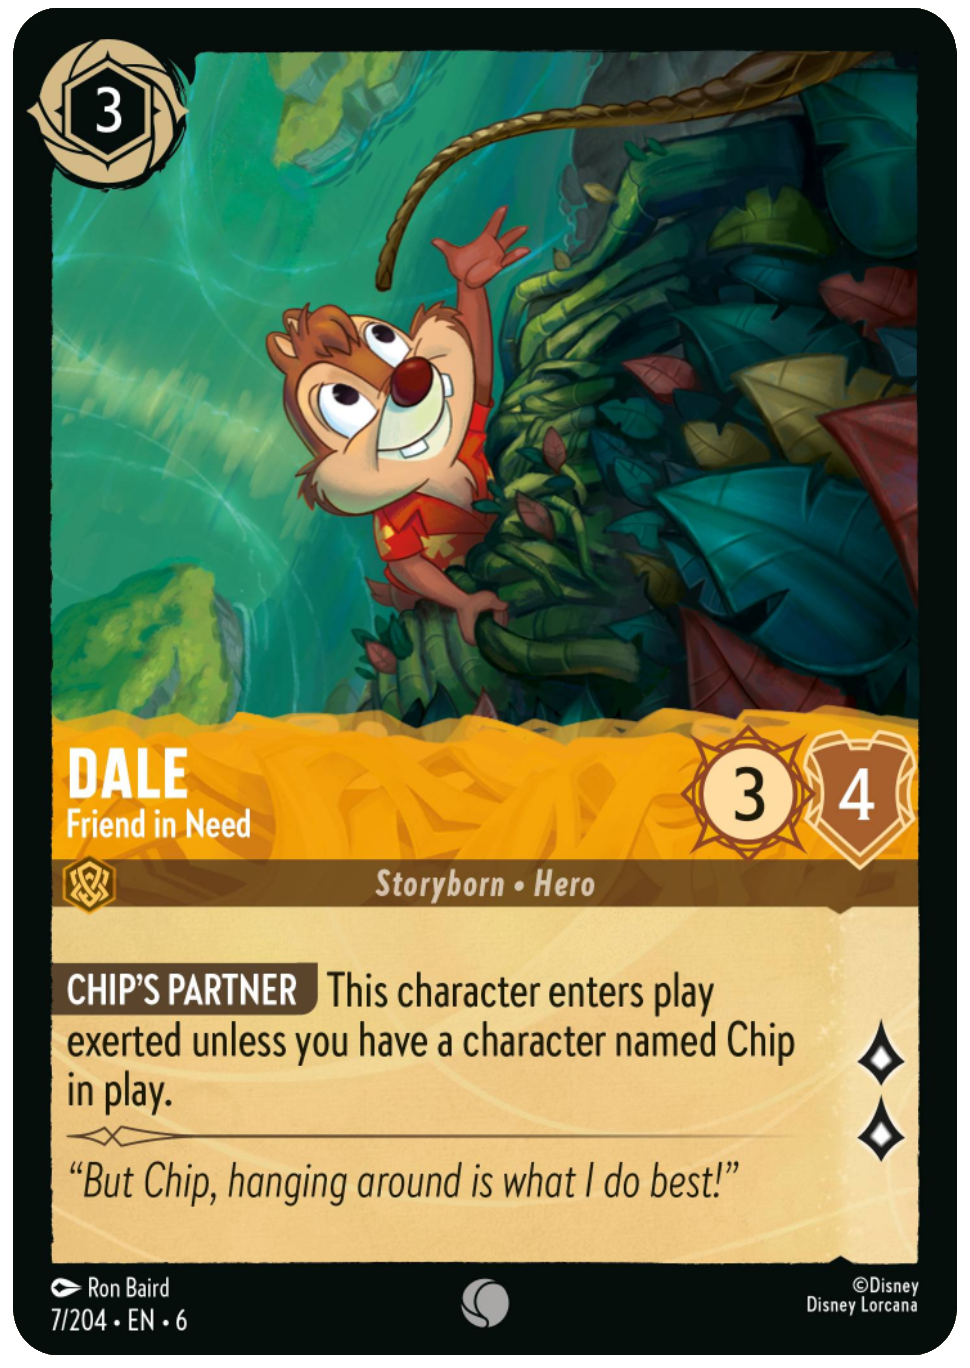 3
DALE
Friend in Need
3 4
Storyborn • Hero
CHIP’S PARTNER This character enters play
exerted unless you have a character named Chip
in play.
“But Chip, hanging around is what I do best!”
Ron Baird
7/204 • EN • 6
©Disney
Disney Lorcana